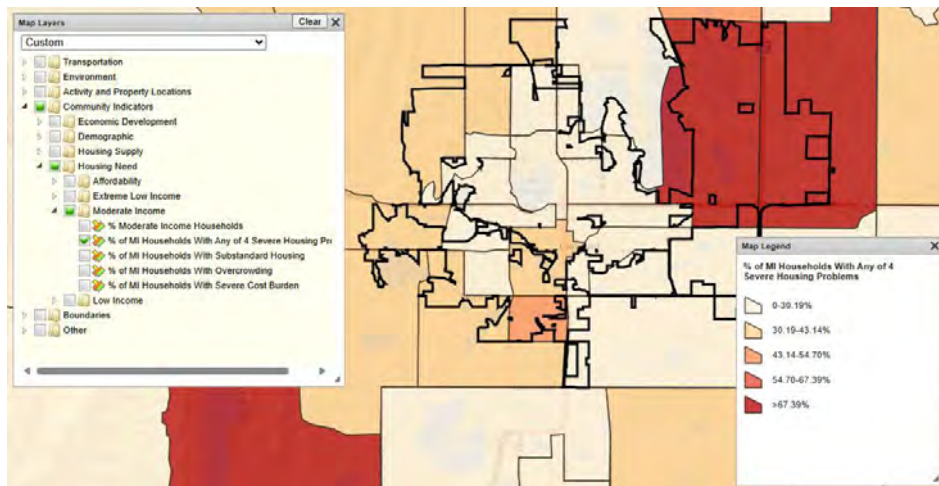 Map Layers
Clear
Custom
Transportation
Environment
Activity and Property Locations
Community Indicators
Economic Development
Demographic
Housing Supply
Housing Need
Affordability
Extreme Low Income
Moderate Income
% Moderate Income Households
% of MI Households With Any of 4 Severe Housing Pr
% of MI Households With Substandard Housing
% of MI Households With Overcrowding
% of MI Households With Severe Cost Burden
Low Income
Boundaries
Other
Map Legend
% of MI Households With Any of 4
Severe Housing Problems
0-30.19%
30.19-43.14%
43.14-54.70%
54.70-67.39%
>67.39%